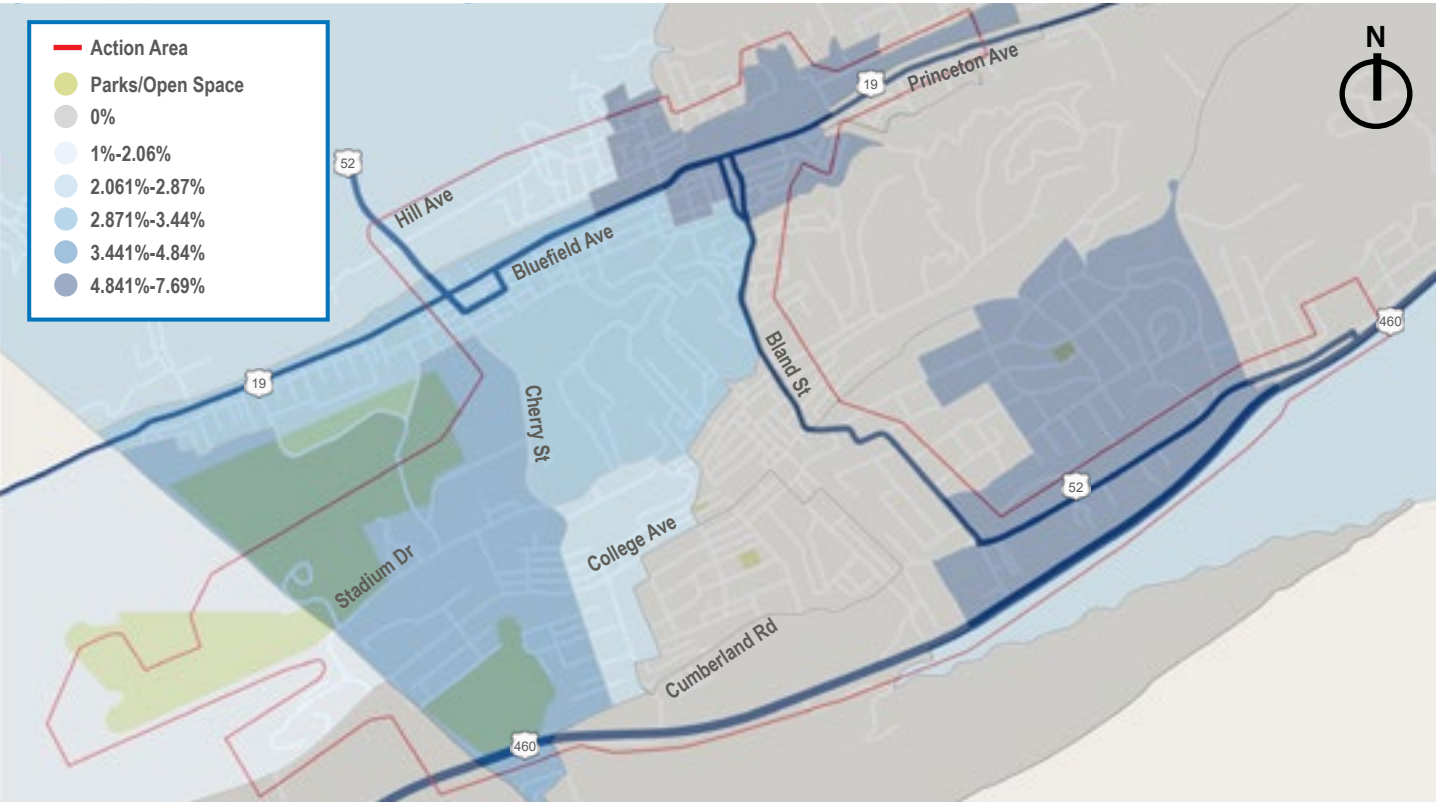 Action Area
Parks/Open Space
0%
1%-2.06%
2.061%-2.87%
2.871%-3.44%
3.441%-4.84%
4.841%-7.69%
N
19
Princeton Ave
52
Hill Ave
Bluefield Ave
460
Bland St
19
Cherry St
52
College Ave
Stadium Dr
Cumberland Rd
460